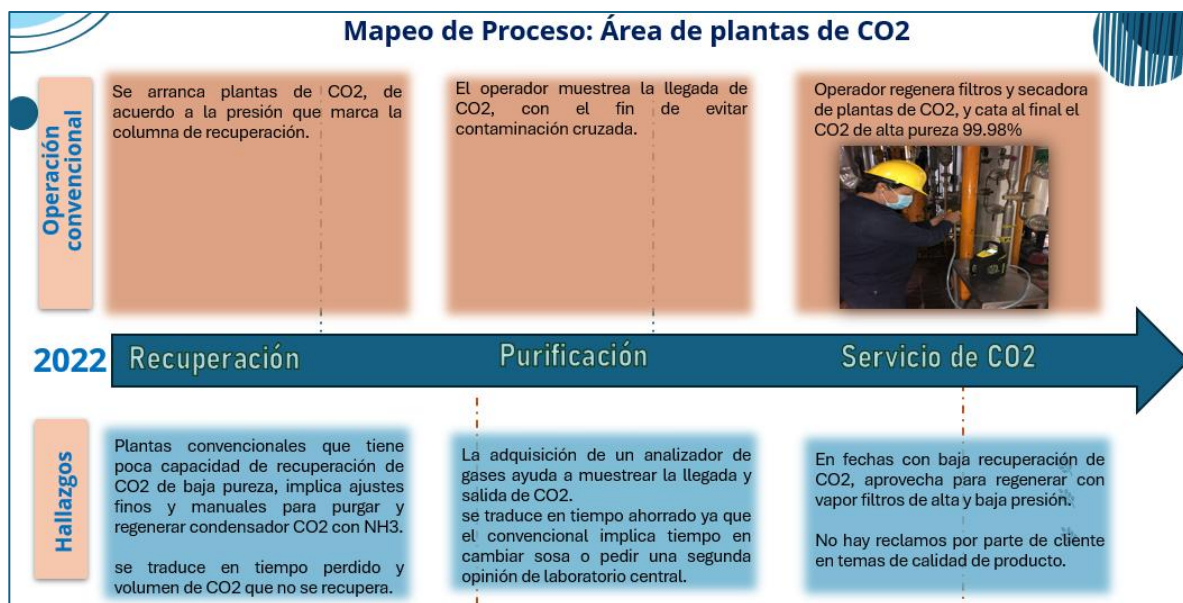 Mapeo de Proceso: Área de plantas de CO2
Operación
convencional
Se arranca plantas de CO2, de
acuerdo a la presión que marca la
columna de recuperación.
El operador muestrea la llegada de
CO2, con el fin de evitar
contaminación cruzada.
Operador regenera filtros y secadora
de plantas de CO2, y cata al final el
CO2 de alta pureza 99.98%
2022
Recuperación
Purificación
Servicio de CO2
Hallazgos
Plantas convencionales que tiene
poca capacidad de recuperación de
CO2 de baja pureza, implica ajustes
finos y manuales para purgar y
regenerar condensador CO2 con NH3.
se traduce en tiempo perdido y
volumen de CO2 que no se recupera.
La adquisición de un analizador de
gases ayuda a muestrear la llegada y
salida de CO2.
se traduce en tiempo ahorrado ya que
el convencional implica tiempo en
cambiar sosa o pedir una segunda
opinión de laboratorio central.
En fechas con baja recuperación de
CO2, aprovecha para regenerar con
vapor filtros de alta y baja presión.
No hay reclamos por parte de cliente
en temas de calidad de producto.